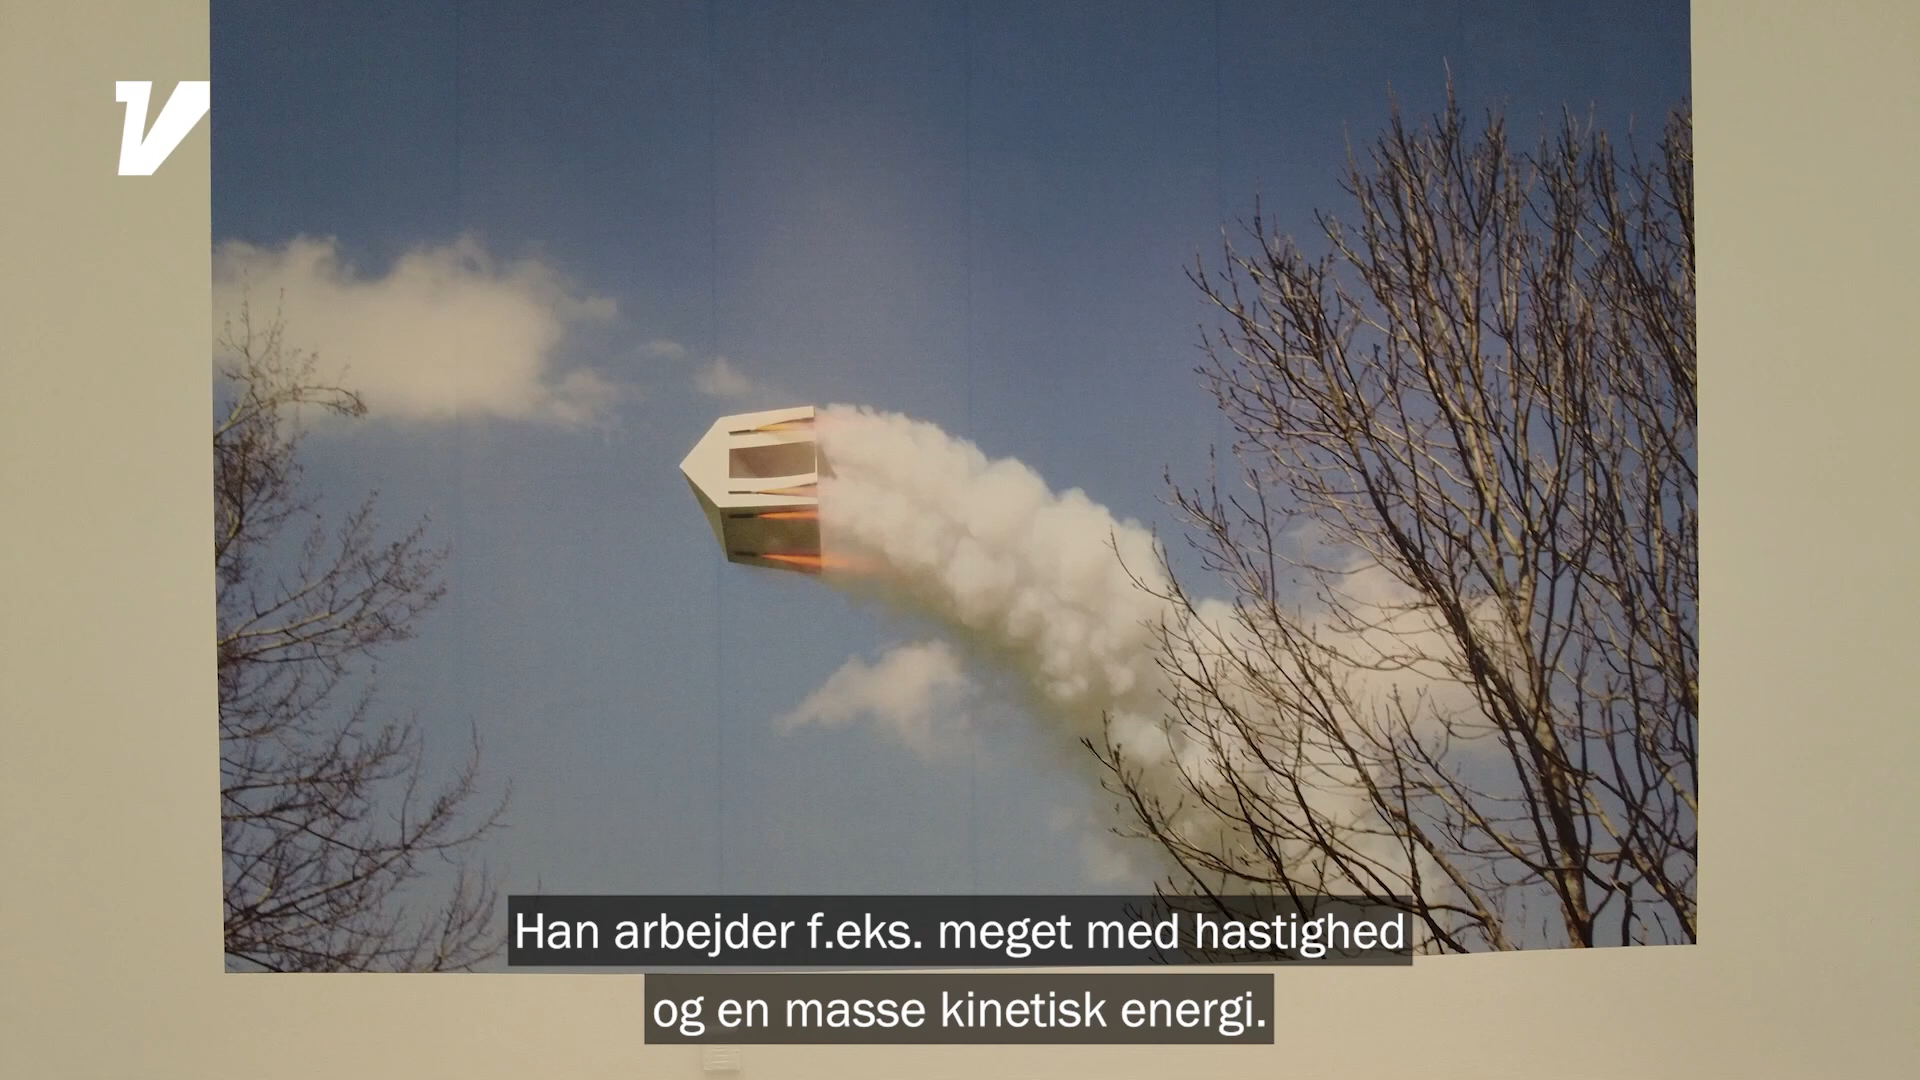 V
Han arbejder f.eks. meget med hastighed
og en masse kinetisk energi.